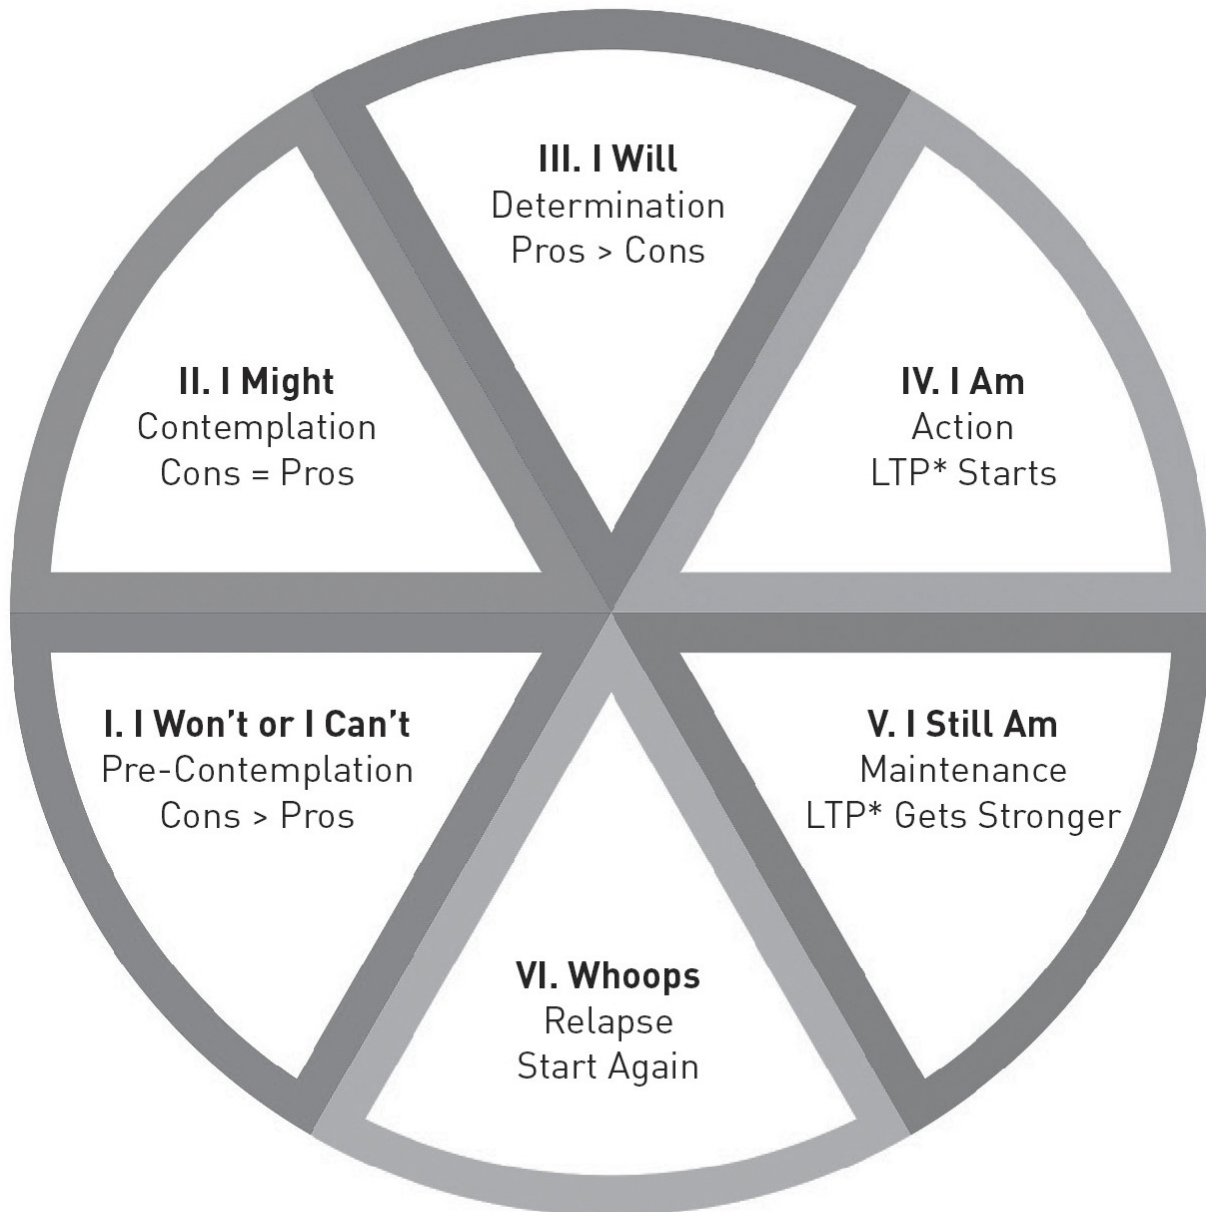 III. I Will
Determination
Pros > Cons
II. I Might
Contemplation
Cons = Pros
IV. I Am
Action
LTP* Starts
I. I Won't or I Can't
Pre-Contemplation
Cons > Pros
V. I Still Am
Maintenance
LTP* Gets Stronger
VI. Whoops
Relapse
Start Again